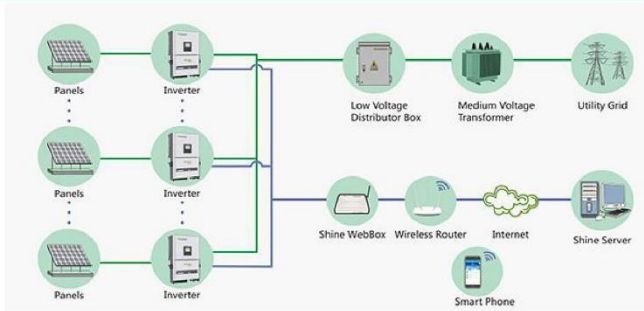 Panels
Inverter
Low Voltage
Distributor Box
Medium Voltage
Transformer
Utility Grid
Panels
Inverter
Shine WebBox
Wireless Router
Internet
Shine Server
Panels
Inverter
Smart Phone